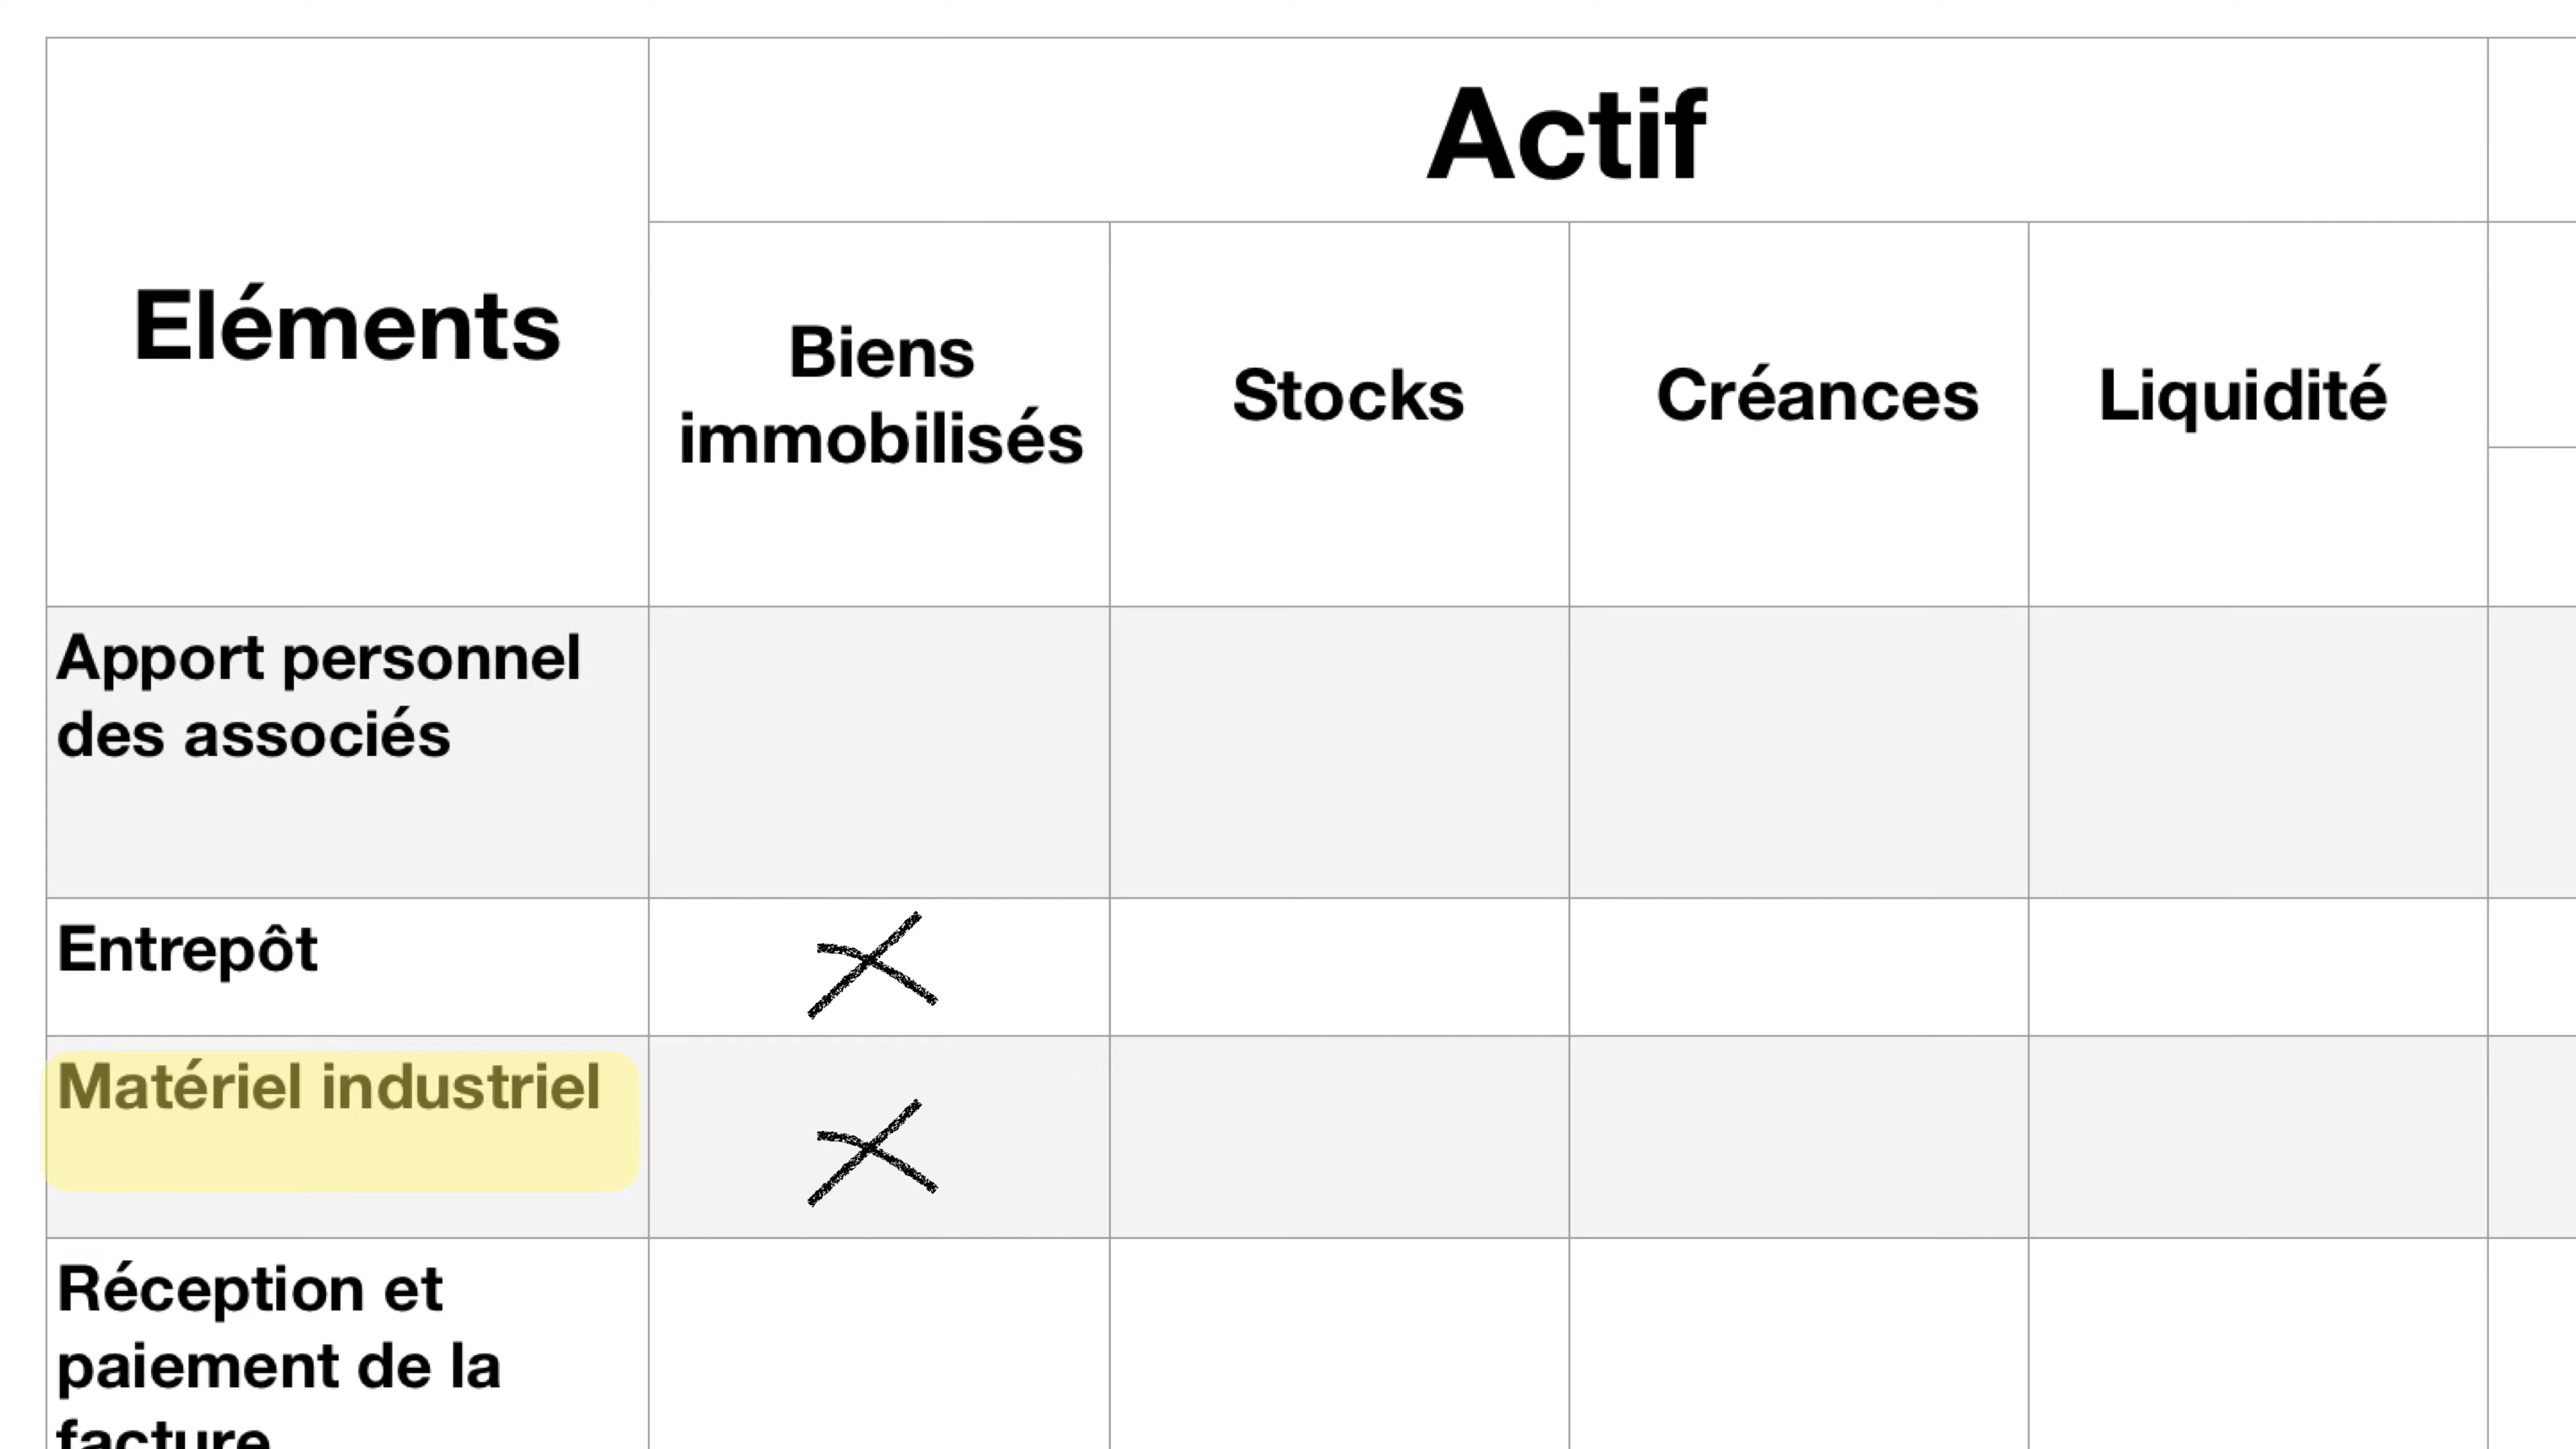 Actif
Eléments
Biens
immobilisés
Stocks
Créances
Liquidité
Apport personnel
des associés
Entrepôt
Matériel industriel
Réception et
paiement de la
facture